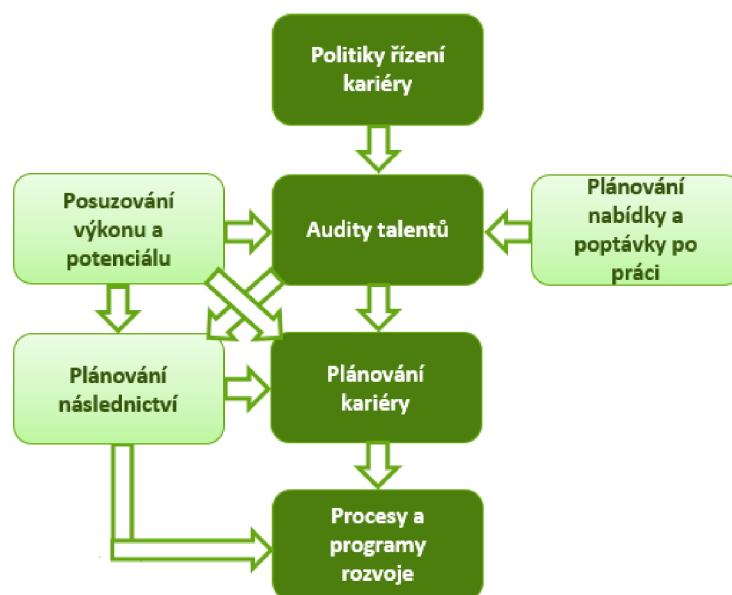 Politiky řízení
kariéry
Posuzování
výkonu a
potenciálu
Audity talentů
Plánování
nabídky a
poptávky po
práci
Plánování
následnictví
Plánování
kariéry
Procesy a
programy
rozvoje